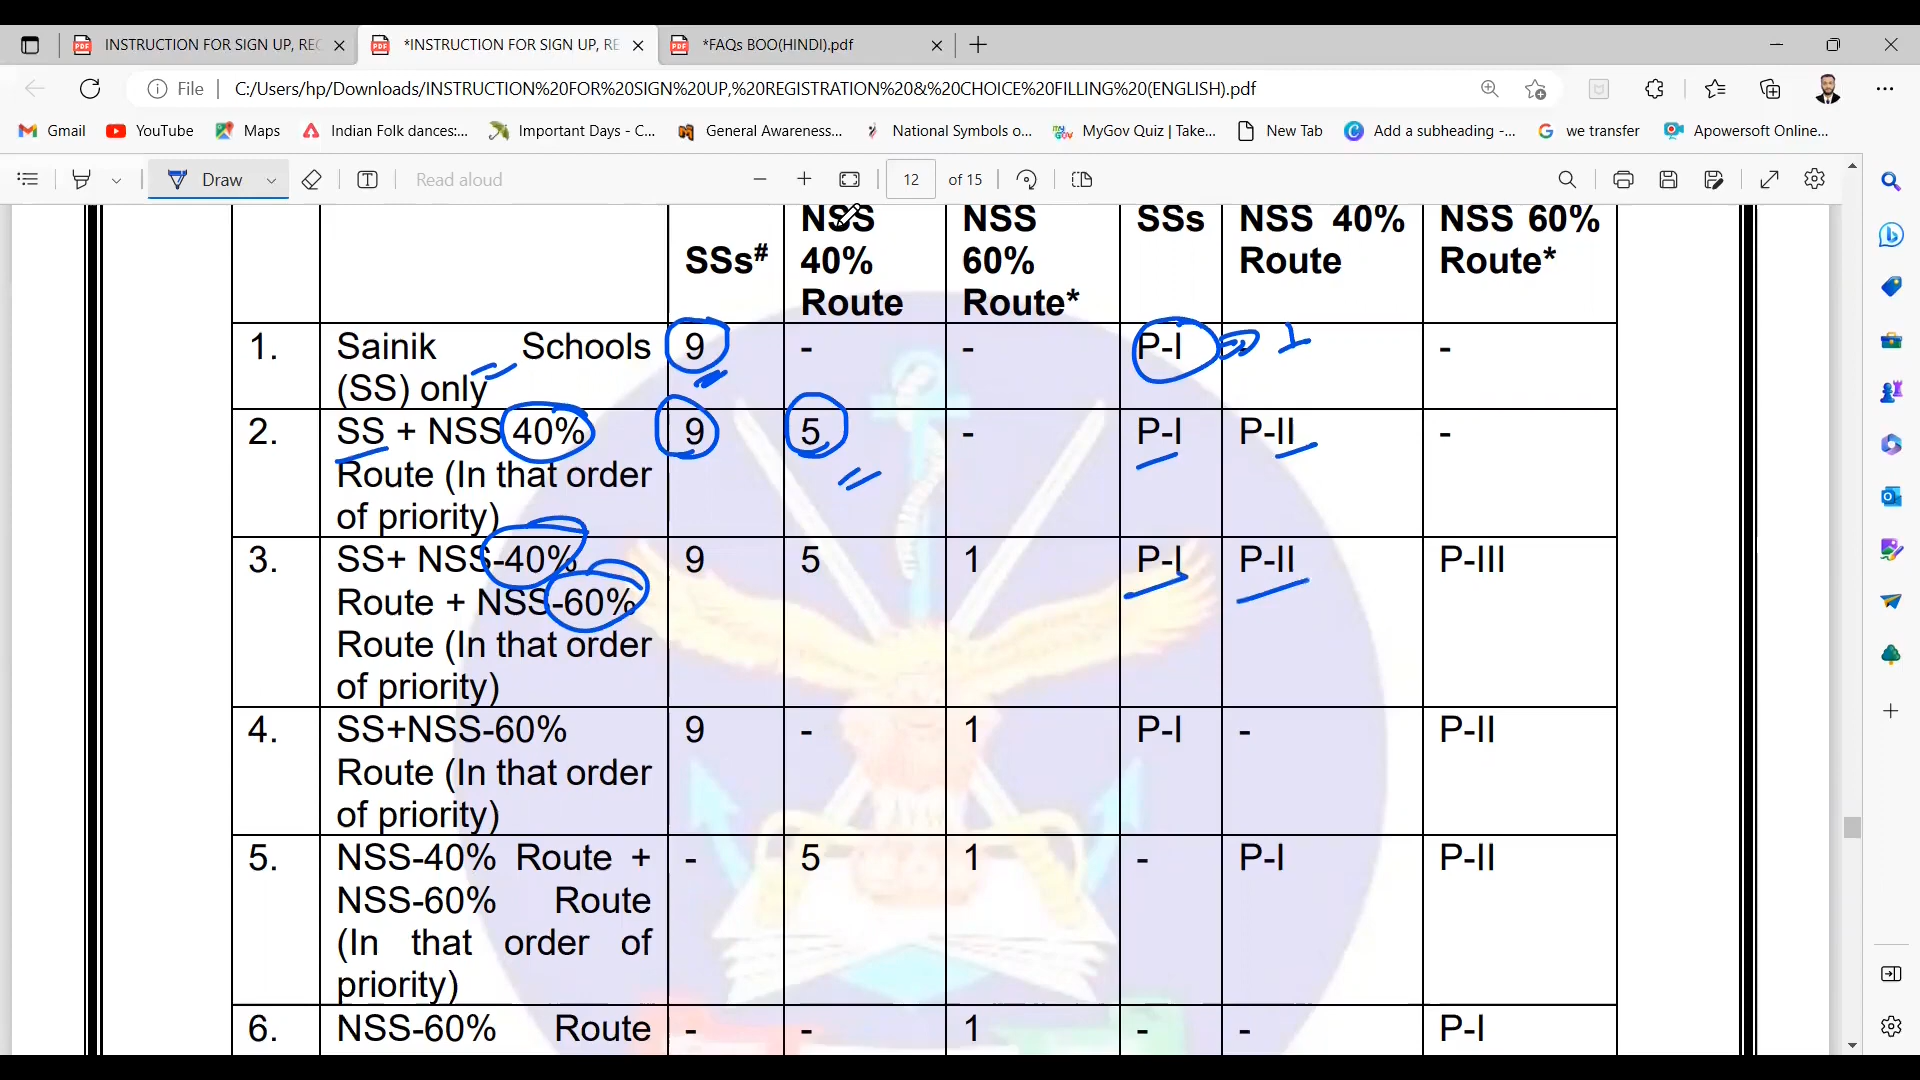 INSTRUCTION FOR SIGN UP, REG
*INSTRUCTION FOR SIGN UP, RE
*FAQs BOO(HINDI).pdf
File
C:/Users/hp/Downloads/INSTRUCTION%20FOR%20SIGN%20UP,%20REGISTRATION%20&%20CHOICE%20FILLING%20(ENGLISH).pdf
Gmail
YouTube
Maps
Indian Folk dances:...
Important Days - C...
General Awareness...
National Symbols o...
MyGov Quiz | Take...
New Tab
Add a subheading -...
we transfer
Apowersoft Online...
Draw
Read aloud
12 of 15
SSs#
NSS
40%
Route
NSS
60%
Route*
SSs
NSS 40%
Route
NSS 60%
Route*
1. Sainik Schools 9 - - P-I 1 -
(SS) only
2. SS + NSS 40% 9 5 - P-I P-II -
Route (In that order
of priority)
3. SS+ NSS-40% 9 5 1 P-I P-II P-III
Route + NSS-60%
Route (In that order
of priority)
4. SS+NSS-60% 9 - 1 P-I - P-II
Route (In that order
of priority)
5. NSS-40% Route + - 5 1 - P-I P-II
NSS-60% Route
(In that order of
priority)
6. NSS-60% Route - - 1 - - P-I